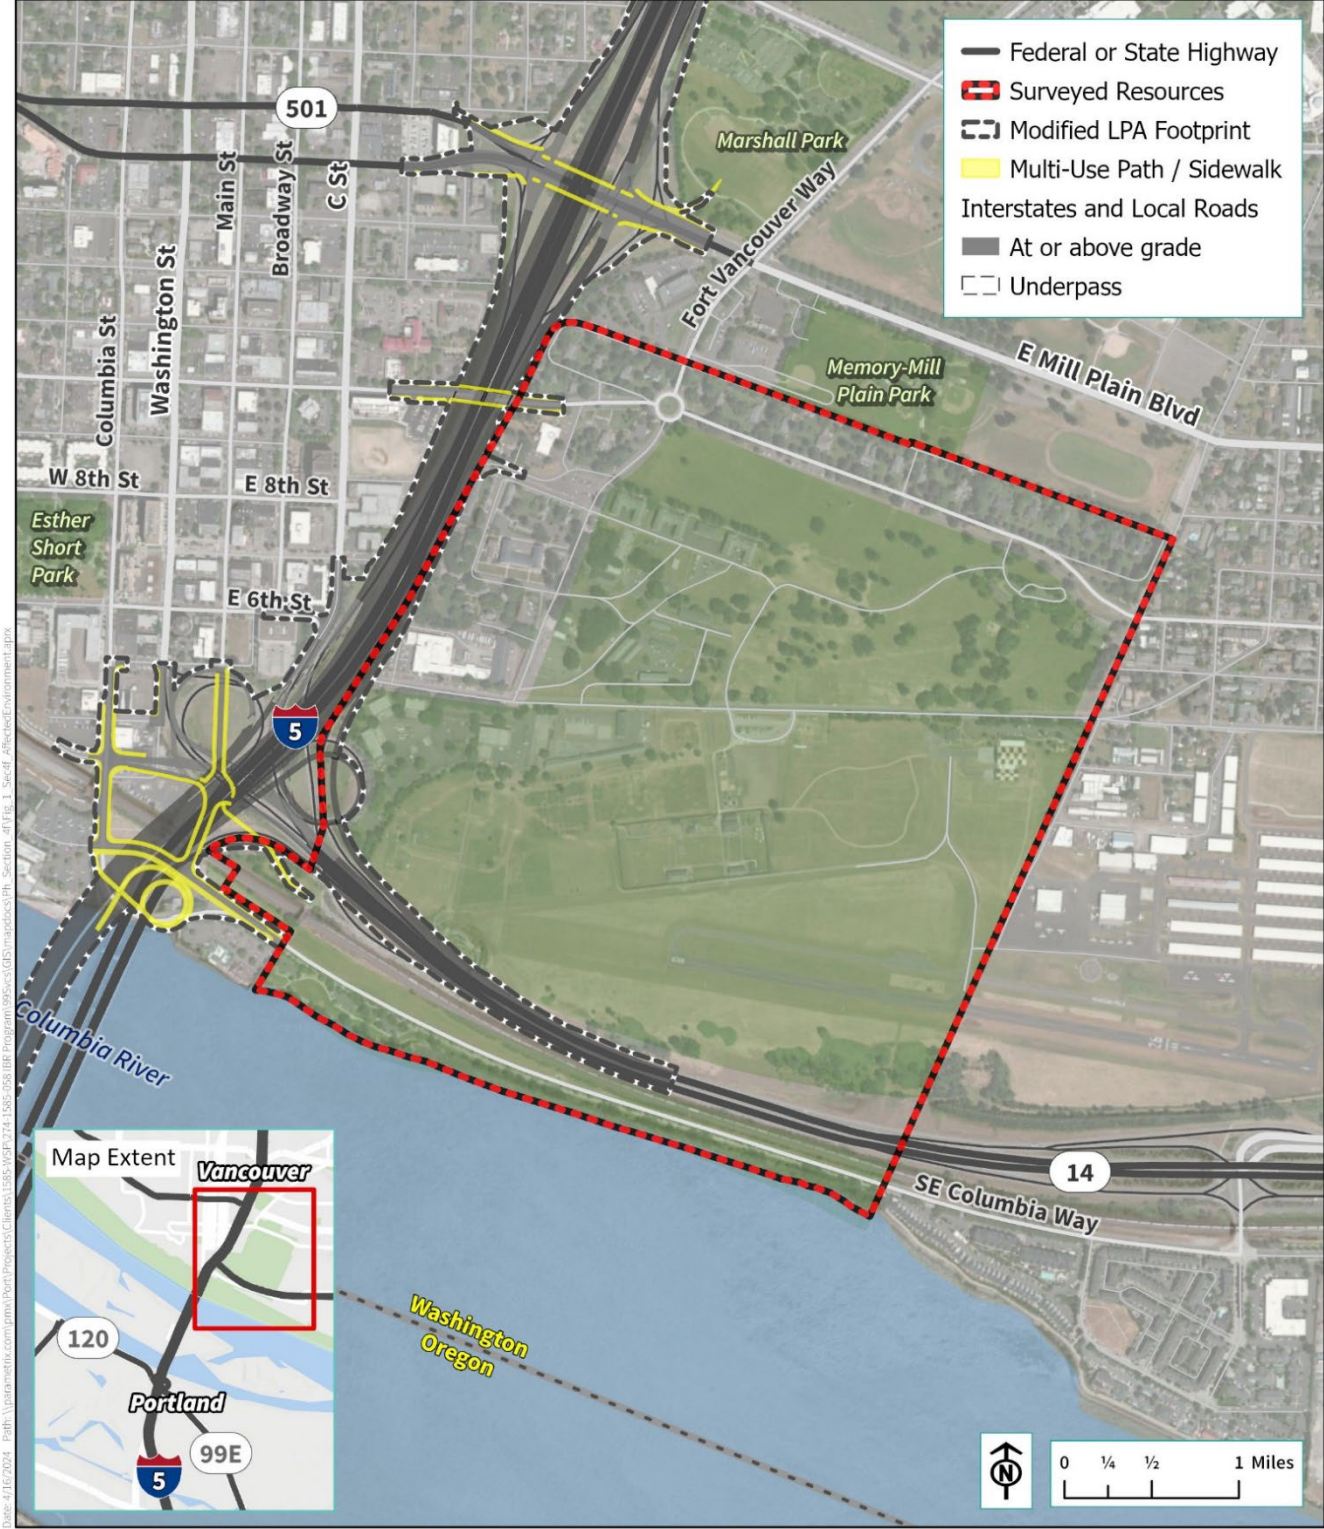 Federal or State Highway
Surveyed Resources
Modified LPA Footprint
Multi-Use Path / Sidewalk
Interstates and Local Roads
At or above grade
Underpass
501
Marshall Park
Fort Vancouver Way
Main St
Broadway St
C St
Washington St
Columbia St
E Mill Plain Blvd
Memory-Mill
Plain Park
W 8th St
E 8th St
Esther
Short
Park
E 6th St
5
Columbia River
14
SE Columbia Way
Washington
Oregon
Map Extent
Vancouver
120
Portland
99E
5
N
0 ¼ ½ 1 Miles
Date: 4/16/2024